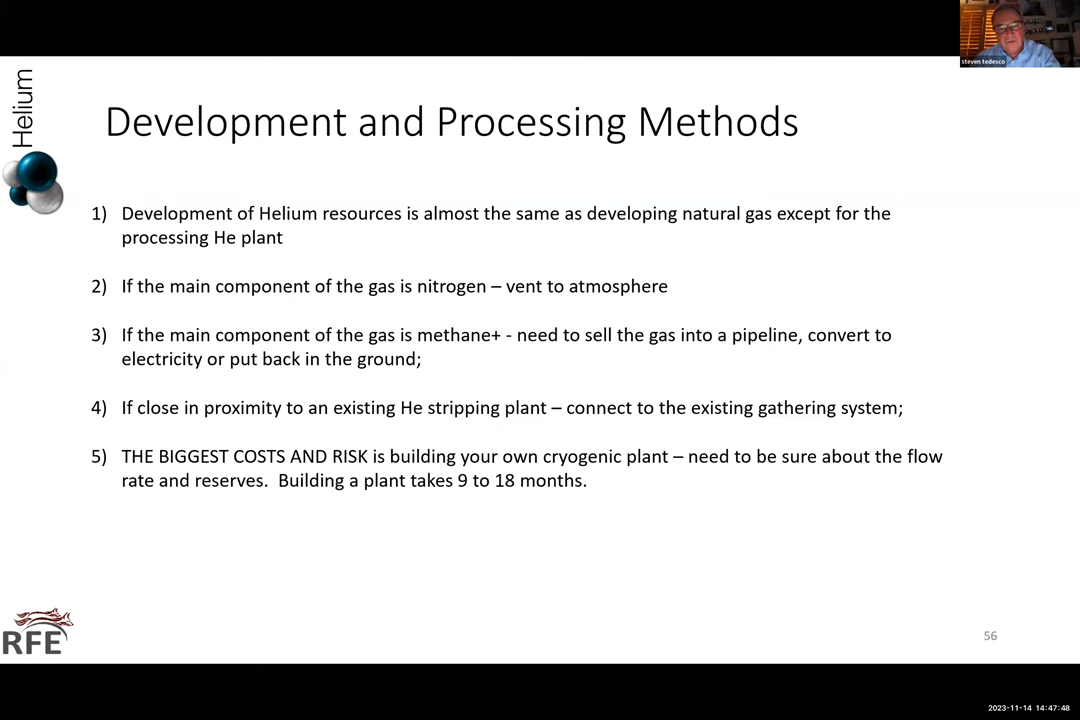 steven tedesco
Helium
Development and Processing Methods
1) Development of Helium resources is almost the same as developing natural gas except for the
processing He plant
2) If the main component of the gas is nitrogen – vent to atmosphere
3) If the main component of the gas is methane+ - need to sell the gas into a pipeline, convert to
electricity or put back in the ground;
4) If close in proximity to an existing He stripping plant – connect to the existing gathering system;
5) THE BIGGEST COSTS AND RISK is building your own cryogenic plant – need to be sure about the flow
rate and reserves.  Building a plant takes 9 to 18 months.
RFE
56
2023-11-14 14:47:48